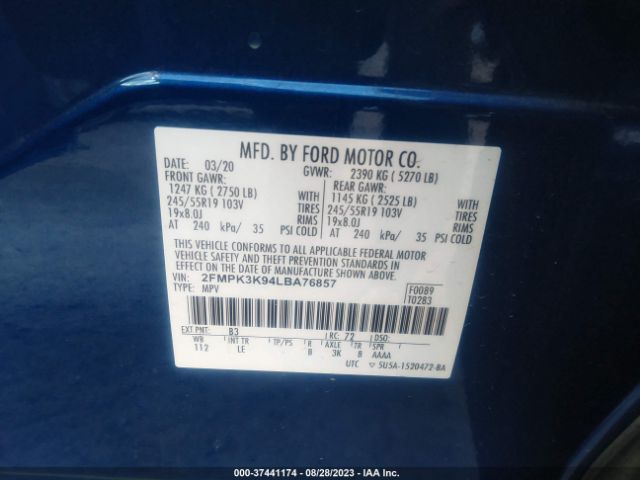 MFD. BY FORD MOTOR CO.
DATE: 03/20 GVWR: 2390 KG ( 5270 LB)
FRONT GAWR: REAR GAWR:
1247 KG ( 2750 LB) 1145 KG ( 2525 LB)
245/55R19 103V TIRES 245/55R19 103V TIRES
19x8.0J RIMS 19x8.0J RIMS
AT 240 kPa/ 35 PSI COLD AT 240 kPa/ 35 PSI COLD
THIS VEHICLE CONFORMS TO ALL APPLICABLE FEDERAL MOTOR
VEHICLE SAFETY AND BUMPER STANDARDS IN EFFECT ON THE
DATE OF MANUFACTURE SHOWN ABOVE.
VIN: 2FMPK3K94LBA76857
TYPE: MPV
F0089
T0283
EXT PNT: B3 RC: 72 DSO:
WB INT TR TP/PS R AXLE TR SPR
112 LE B 3K B AAAA
UTC ▽ 5U5A-1520472-BA
000-37441174 | 08/28/2023 | IAA Inc.